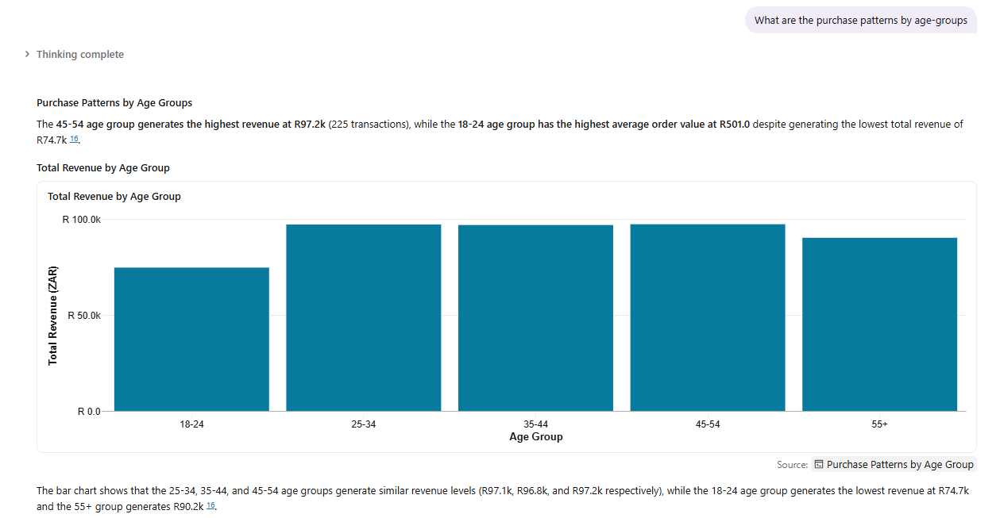 What are the purchase patterns by age-groups
Thinking complete
Purchase Patterns by Age Groups
The 45-54 age group generates the highest revenue at R97.2k (225 transactions), while the 18-24 age group has the highest average order value at R501.0 despite generating the lowest total revenue of
R74.7k 16.
Total Revenue by Age Group
Total Revenue by Age Group
R 100.0k
R 50.0k
R 0.0
Total Revenue (ZAR)
18-24 25-34 35-44 45-54 55+
Age Group
Source: Purchase Patterns by Age Group
The bar chart shows that the 25-34, 35-44, and 45-54 age groups generate similar revenue levels (R97.1k, R96.8k, and R97.2k respectively), while the 18-24 age group generates the lowest revenue at R74.7k
and the 55+ group generates R90.2k 16.